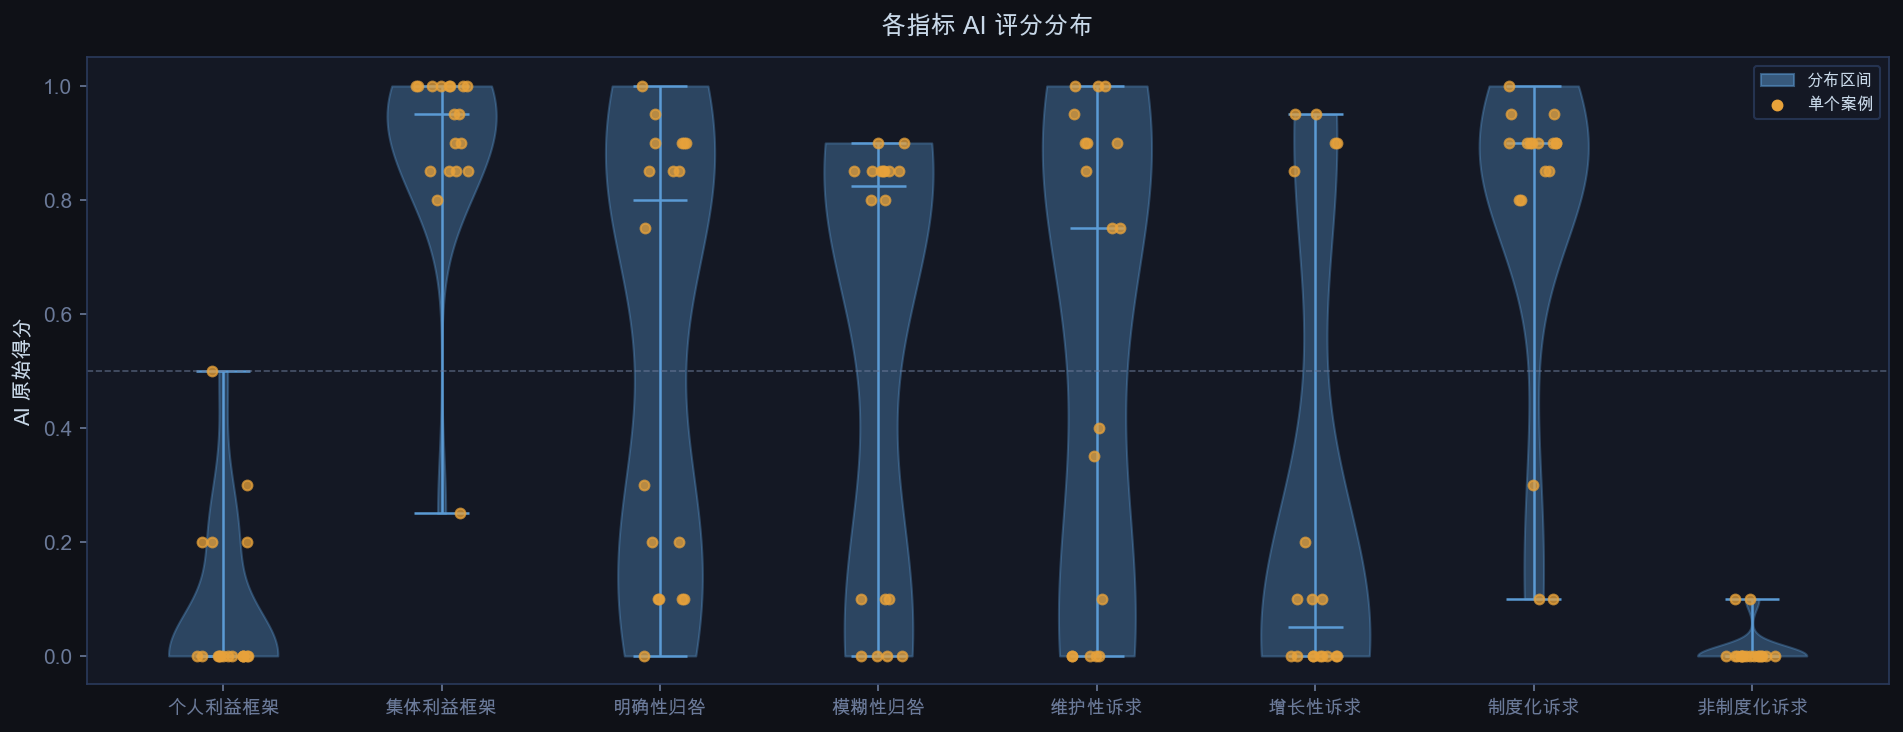 各指标 AI 评分分布
分布区间
单个案例
AI 原始得分
1.0
0.8
0.6
0.4
0.2
0.0
个人利益框架
集体利益框架
明确性归咎
模糊性归咎
维护性诉求
增长性诉求
制度化诉求
非制度化诉求